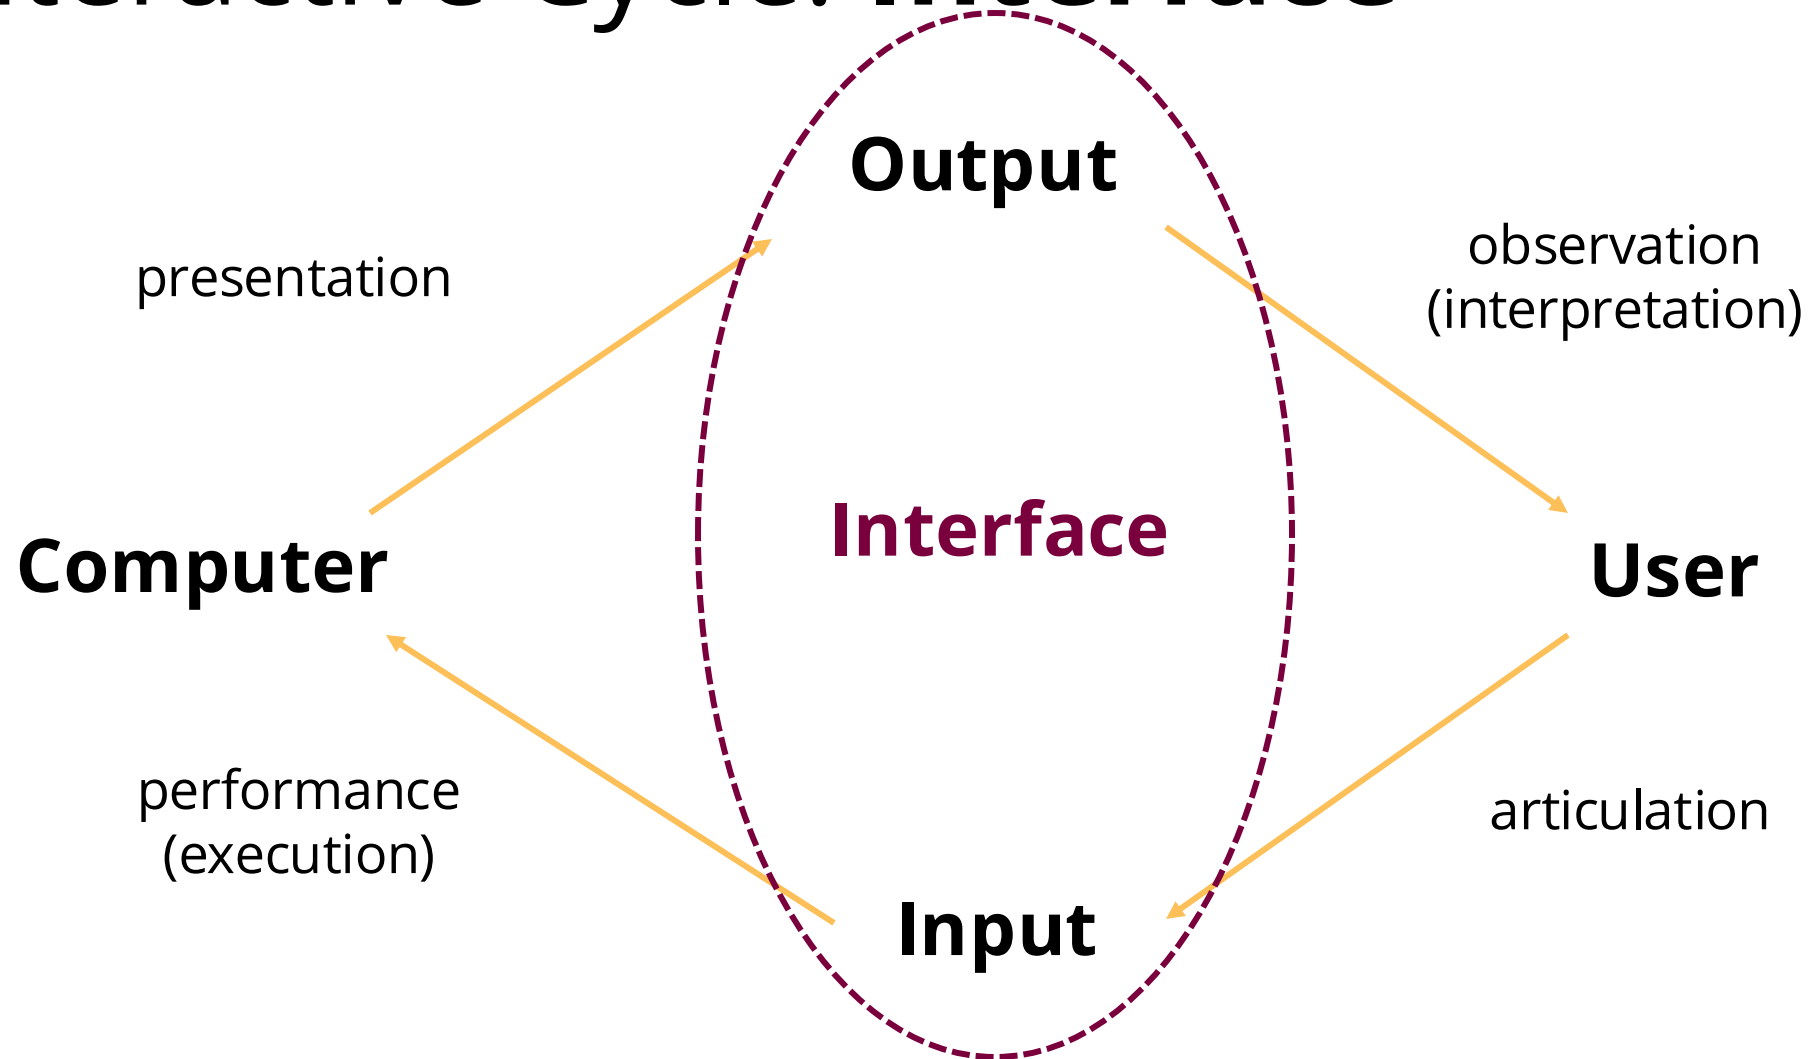 Output
observation
(interpretation)
presentation
Interface
Computer
User
performance
(execution)
articulation
Input